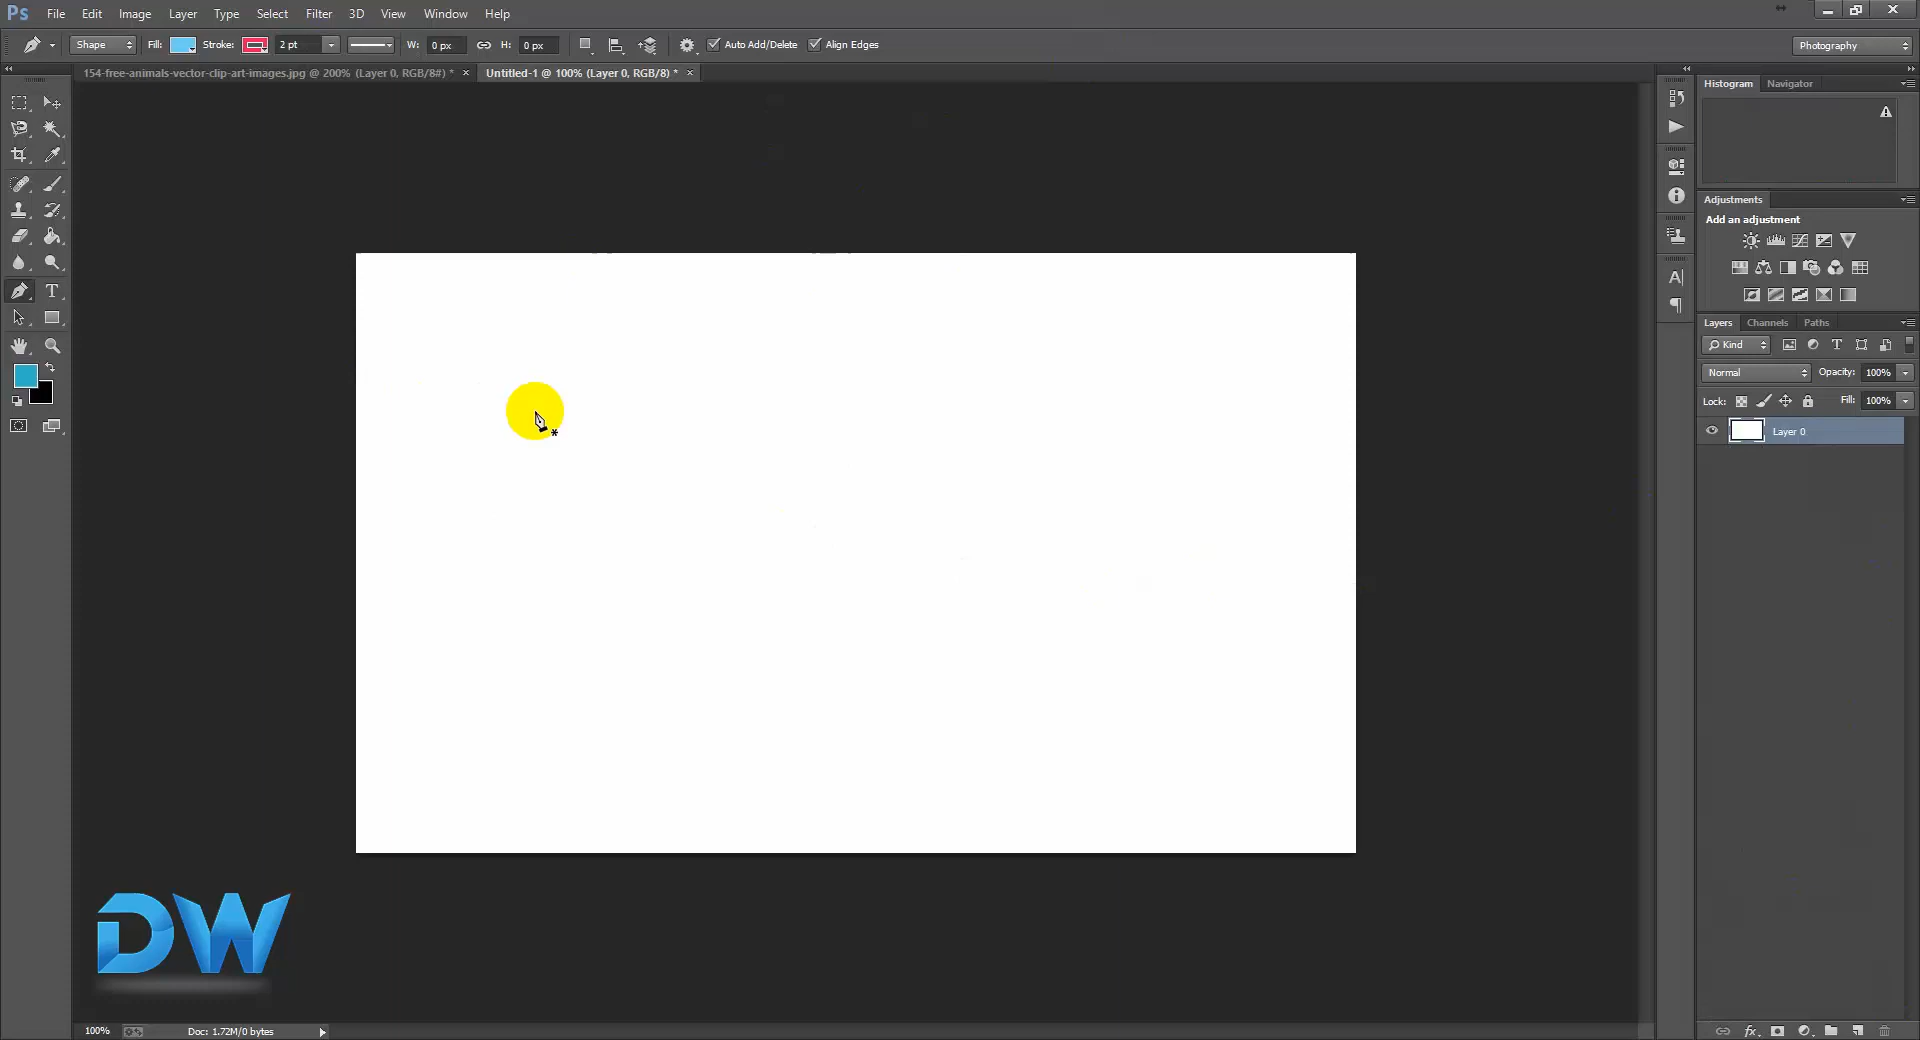 Ps File Edit Image Layer Type Select Filter 3D View Window Help
Shape Fill: Stroke: 2 pt W: 0 px H: 0 px Auto Add/Delete Align Edges Photography
154-free-animals-vector-clip-art-images.jpg @ 200% (Layer 0, RGB/8#) * × Untitled-1 @ 100% (Layer 0, RGB/8) * ×
Histogram Navigator
Adjustments
Add an adjustment
Layers Channels Paths
Kind
Normal Opacity: 100%
Lock: Fill: 100%
Layer 0
DW
100% Doc: 1.72M/0 bytes
fx